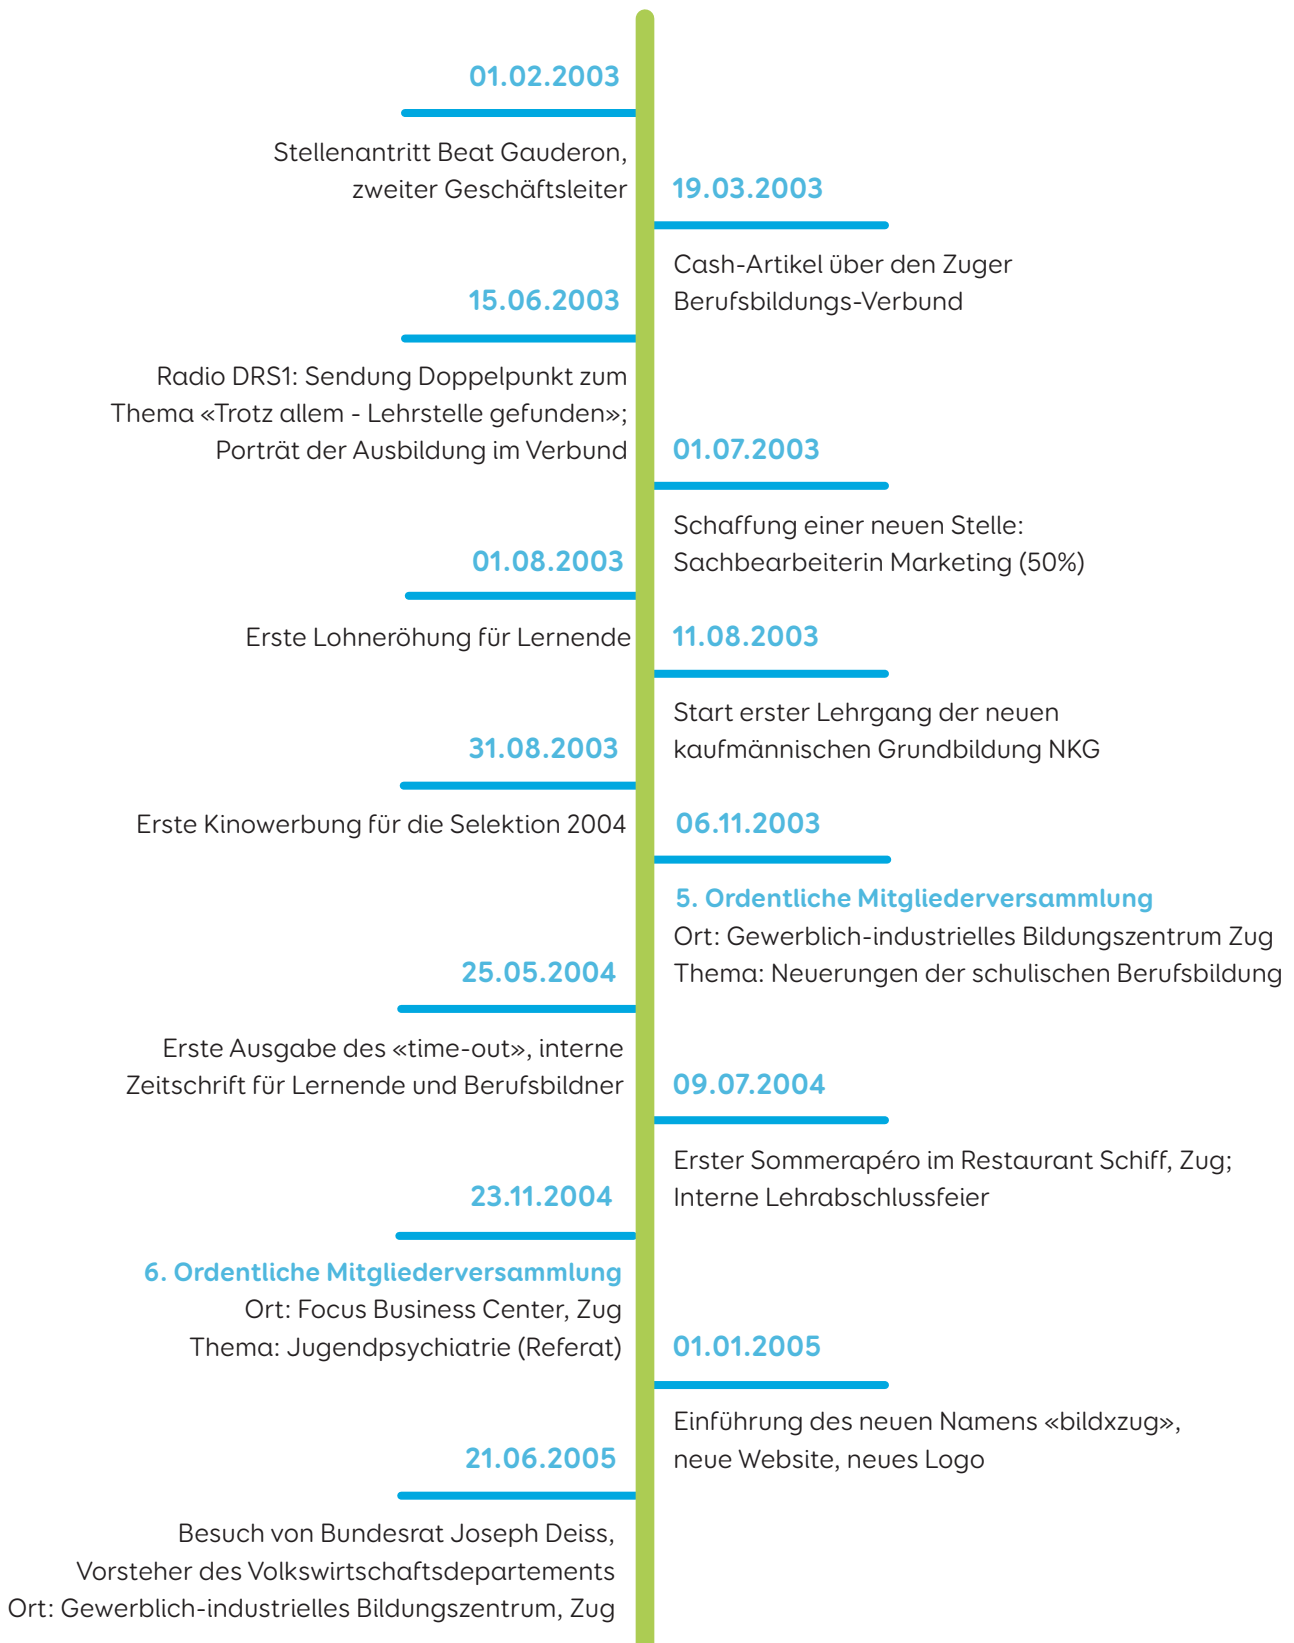 01.02.2003
Stellenantritt Beat Gauderon,
zweiter Geschäftsleiter
19.03.2003
Cash-Artikel über den Zuger
Berufsbildungs-Verbund
15.06.2003
Radio DRS1: Sendung Doppelpunkt zum
Thema «Trotz allem - Lehrstelle gefunden»;
Porträt der Ausbildung im Verbund
01.07.2003
Schaffung einer neuen Stelle:
Sachbearbeiterin Marketing (50%)
01.08.2003
Erste Lohneröhung für Lernende
11.08.2003
Start erster Lehrgang der neuen
kaufmännischen Grundbildung NKG
31.08.2003
Erste Kinowerbung für die Selektion 2004
06.11.2003
5. Ordentliche Mitgliederversammlung
Ort: Gewerblich-industrielles Bildungszentrum Zug
Thema: Neuerungen der schulischen Berufsbildung
25.05.2004
Erste Ausgabe des «time-out», interne
Zeitschrift für Lernende und Berufsbildner
09.07.2004
Erster Sommerapéro im Restaurant Schiff, Zug;
Interne Lehrabschlussfeier
23.11.2004
6. Ordentliche Mitgliederversammlung
Ort: Focus Business Center, Zug
Thema: Jugendpsychiatrie (Referat)
01.01.2005
Einführung des neuen Namens «bildxzug»,
neue Website, neues Logo
21.06.2005
Besuch von Bundesrat Joseph Deiss,
Vorsteher des Volkswirtschaftsdepartements
Ort: Gewerblich-industrielles Bildungszentrum, Zug